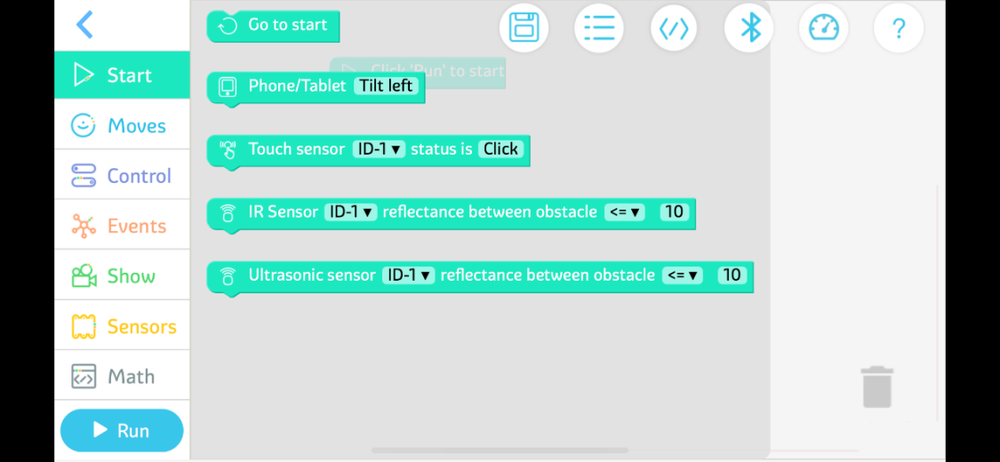 Go to start
Click 'Run' to start
Start
Phone/Tablet Tilt left
Moves
Touch sensor ID-1 ▾ status is Click
Control
IR Sensor ID-1 ▾ reflectance between obstacle <= ▾ 10
Events
Show
Ultrasonic sensor ID-1 ▾ reflectance between obstacle <= ▾ 10
Sensors
Math
Run
?